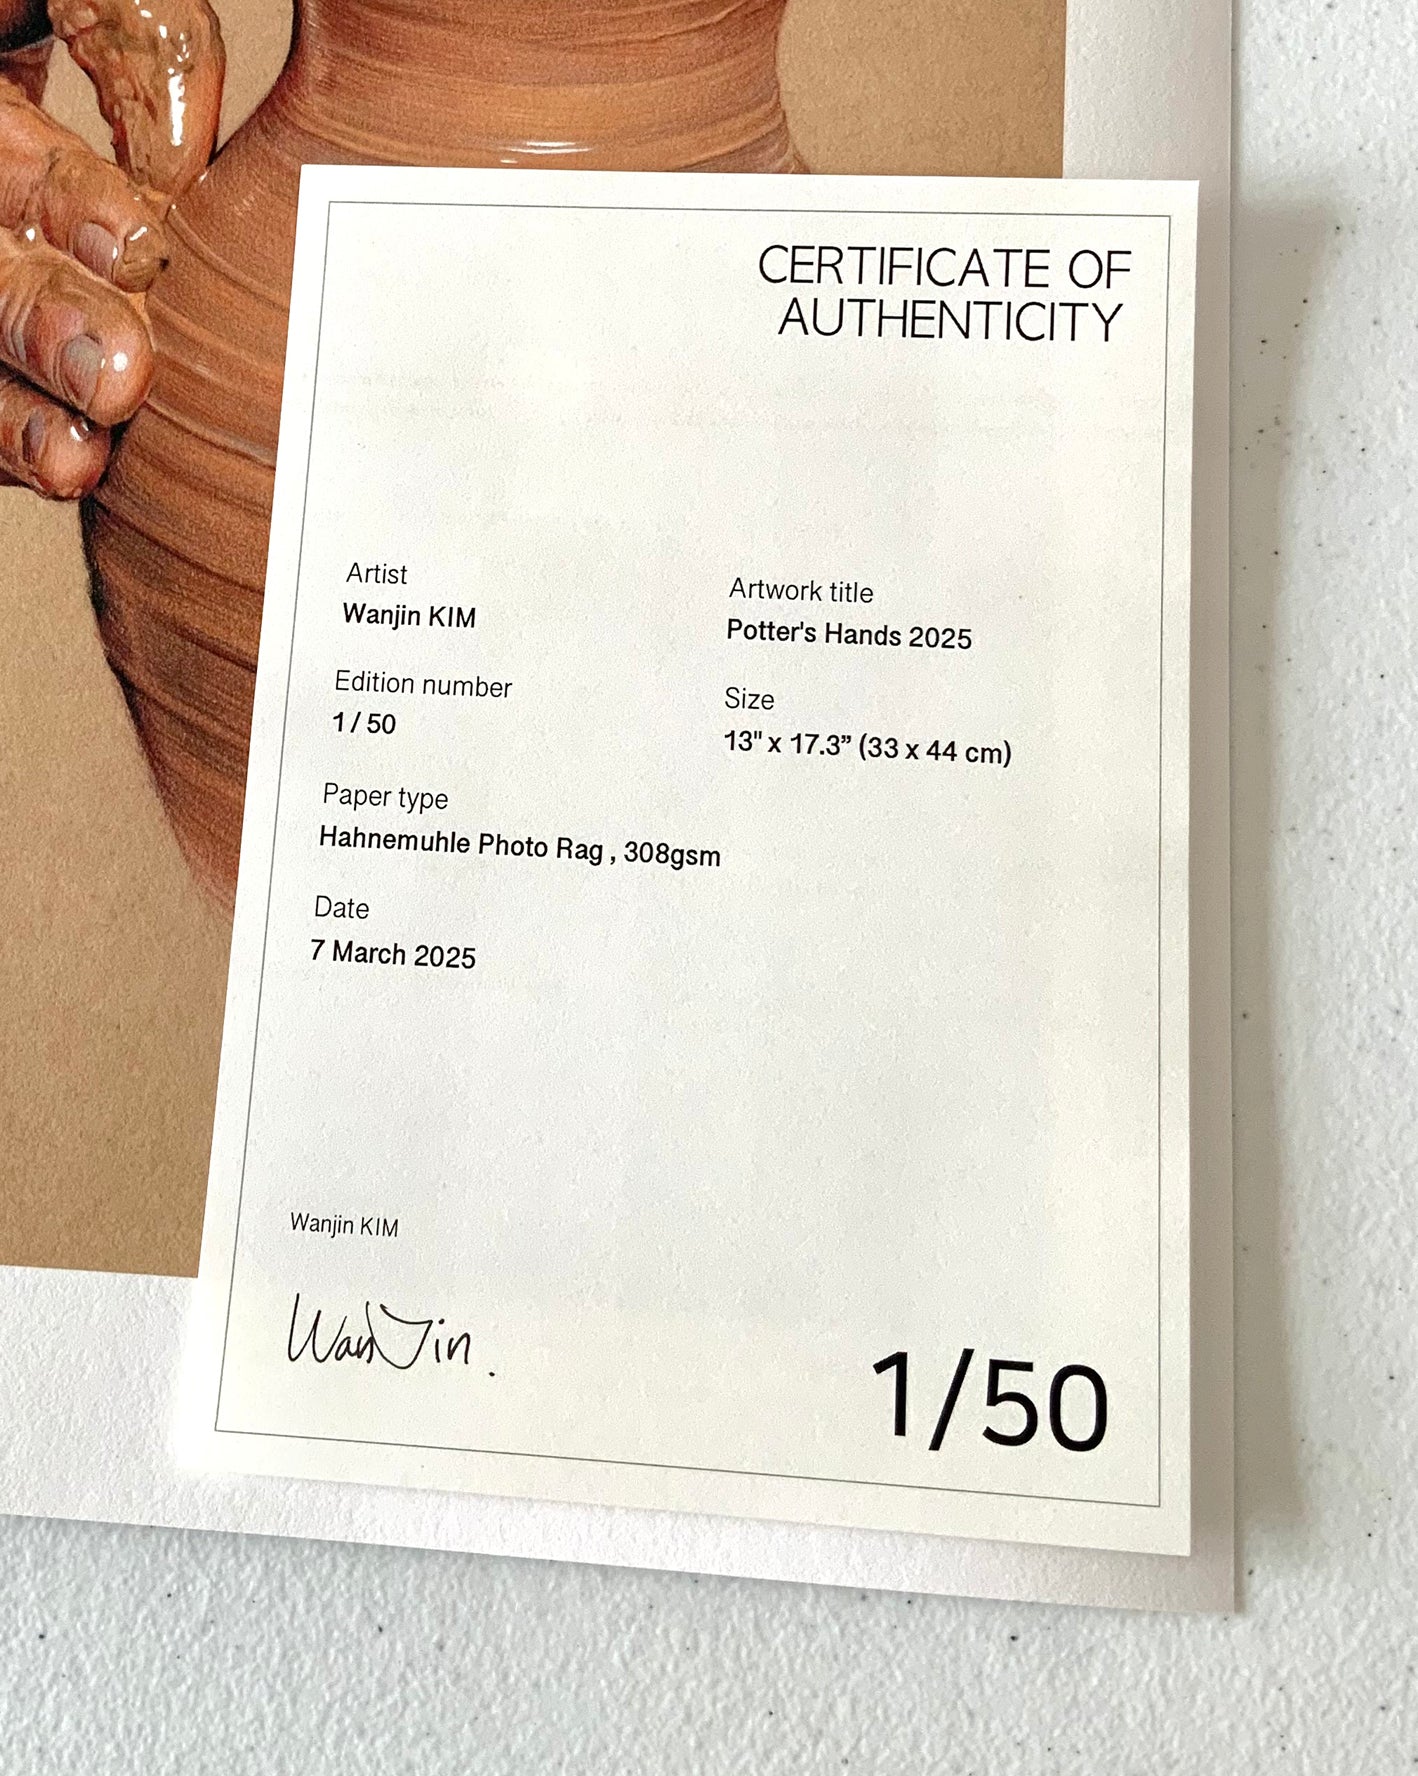 CERTIFICATE OF
AUTHENTICITY
Artist
Wanjin KIM
Artwork title
Potter's Hands 2025
Edition number
1 / 50
Size
13" x 17.3” (33 x 44 cm)
Paper type
Hahnemuhle Photo Rag , 308gsm
Date
7 March 2025
Wanjin KIM
WanJin.
1/50